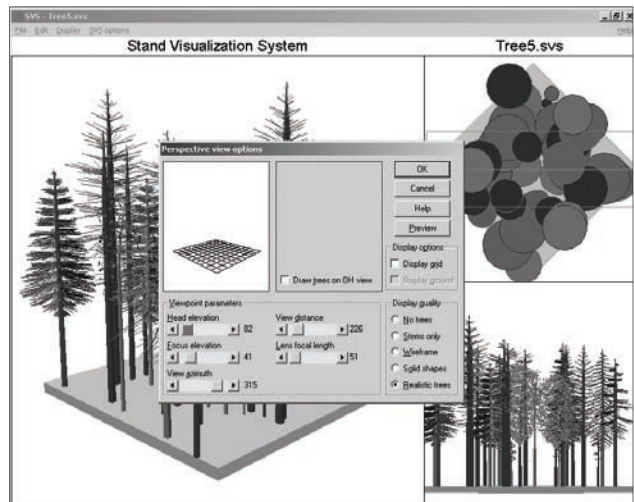 SVS - Tree5.svs
File Edit Display SVS options Help
Stand Visualization System
Tree5.svs
Perspective view options
OK
Cancel
Help
Preview
Display options
Display grid
Display ground
Draw trees on OH view
Viewpoint parameters
Head elevation
82
View distance
226
Focus elevation
41
Lens focal length
51
View azimuth
315
Display quality
No trees
Stems only
Wireframe
Solid shapes
Realistic trees